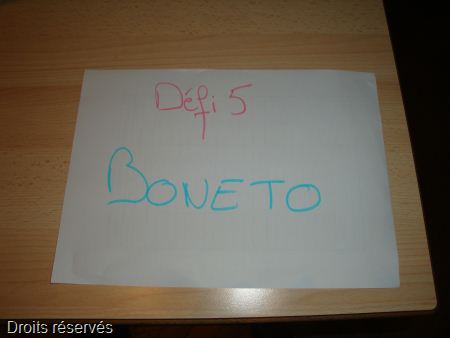 Défi 5
BONETO
Droits réservés